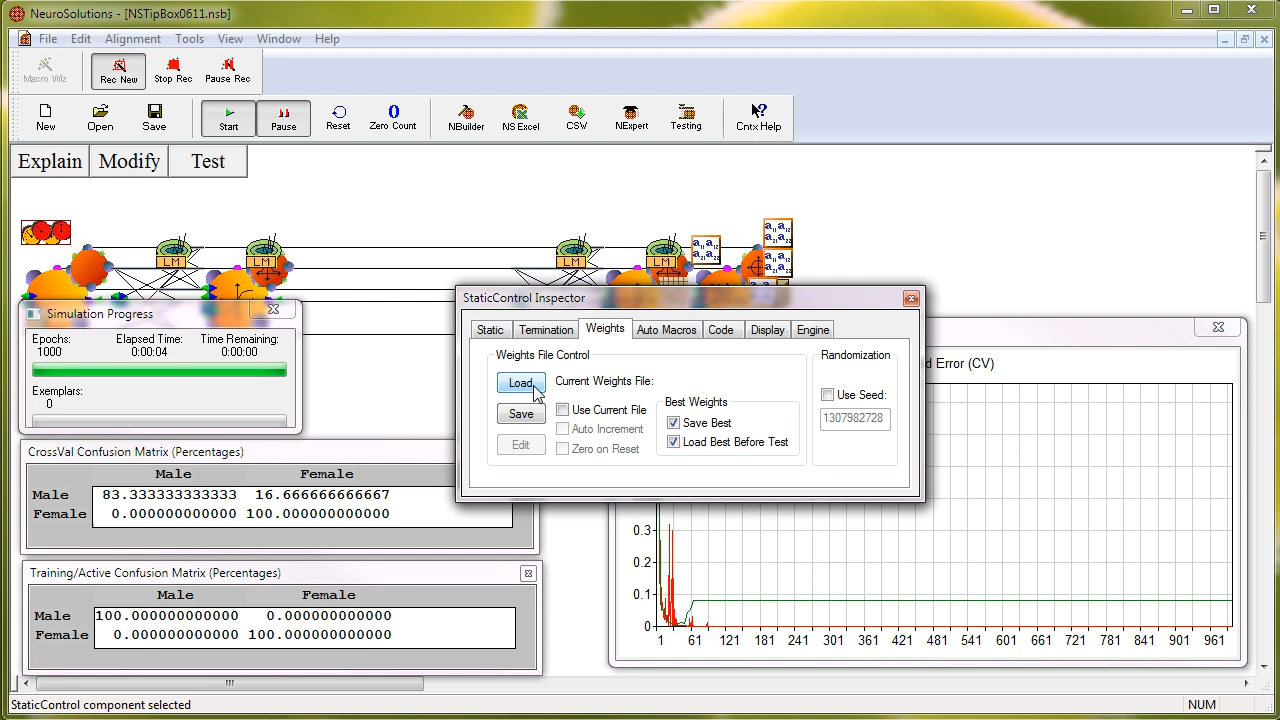 NeuroSolutions - [NSTipBox0611.nsb]
File Edit Alignment Tools View Window Help
Macro Wiz Rec New Stop Rec Pause Rec
New Open Save Start Pause Reset Zero Count NBuilder NS Excel CSW NExpert Testing Cntx Help
Explain Modify Test
LM LM LM LM
StaticControl Inspector
Static Termination Weights Auto Macros Code Display Engine
Weights File Control
Load Current Weights File:
Save Use Current File
Auto Increment
Edit Zero on Reset
Best Weights
Save Best
Load Best Before Test
Randomization
Use Seed:
1307982728
Simulation Progress
Epochs: Elapsed Time: Time Remaining:
1000 0:00:04 0:00:00
Exemplars:
0
d Error (CV)
0.3
0.2
0.1
0
1 61 121 181 241 301 361 421 481 541 601 661 721 781 841 901 961
CrossVal Confusion Matrix (Percentages)
Male Female
Male 83.333333333333 16.666666666667
Female 0.000000000000 100.000000000000
Training/Active Confusion Matrix (Percentages)
Male Female
Male 100.000000000000 0.000000000000
Female 0.000000000000 100.000000000000
StaticControl component selected NUM